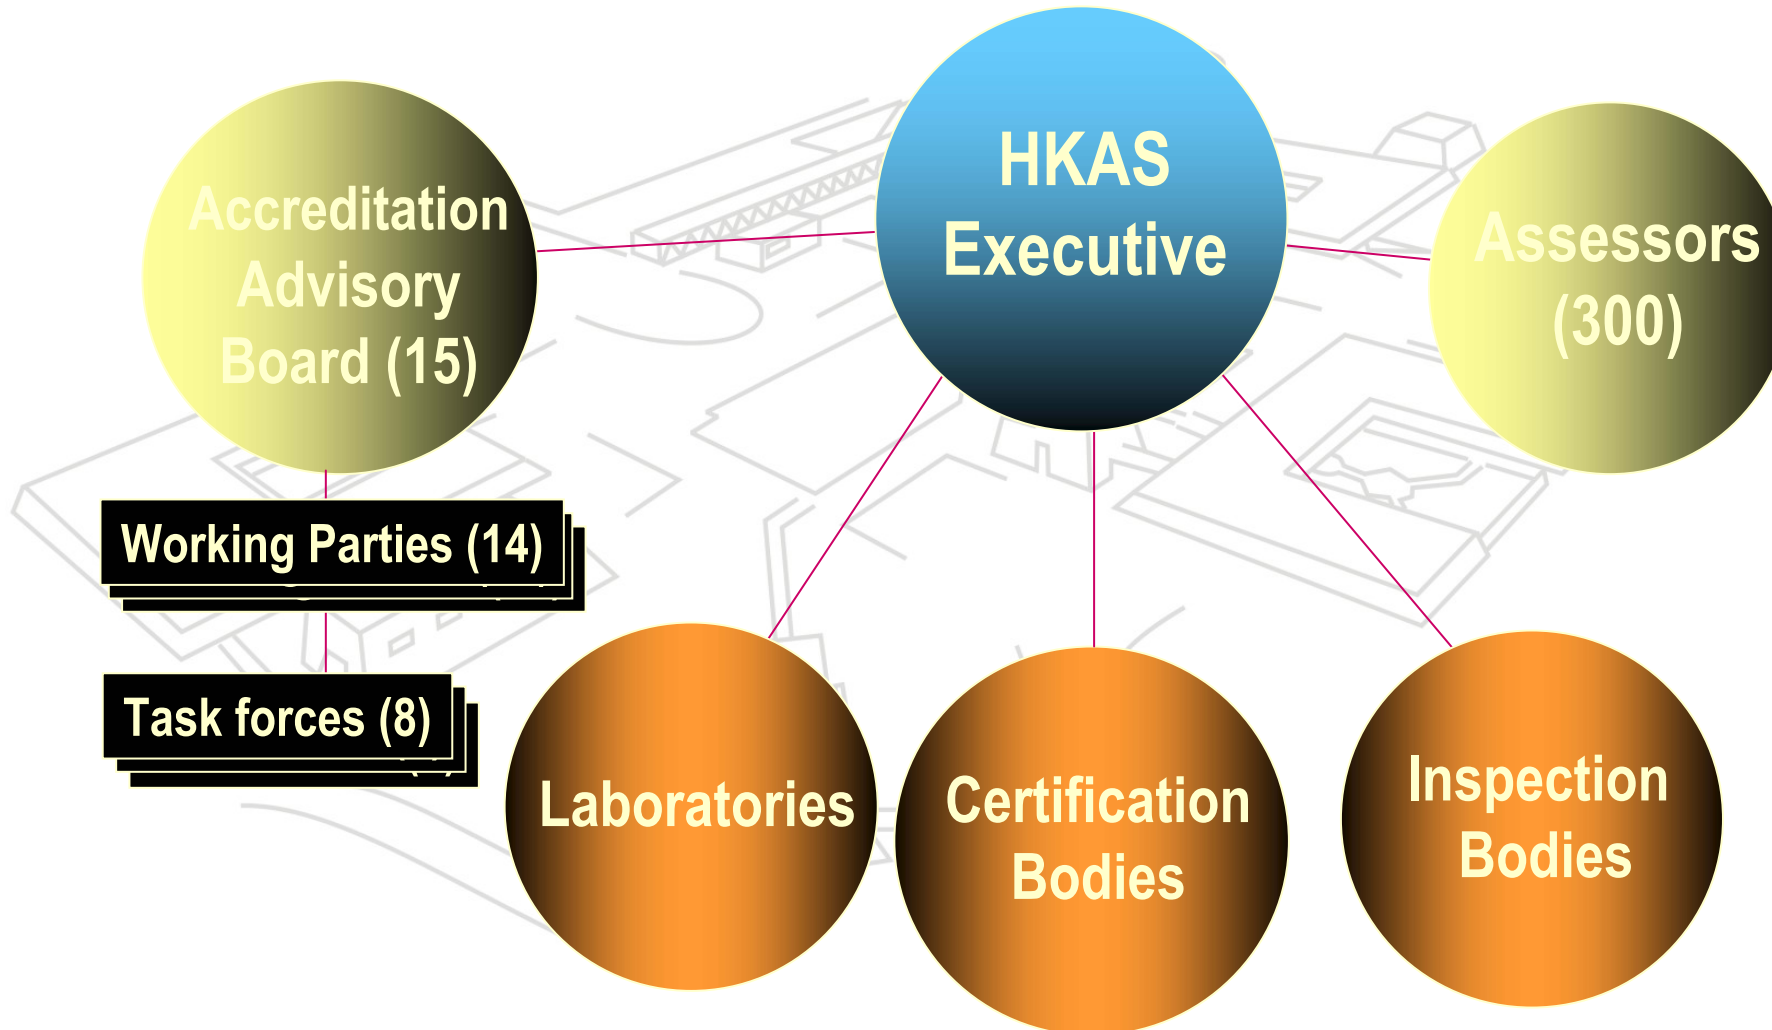 HKAS
Executive
Accreditation
Advisory
Board (15)
Assessors
(300)
Working Parties (14)
Task forces (8)
Laboratories
Certification
Bodies
Inspection
Bodies